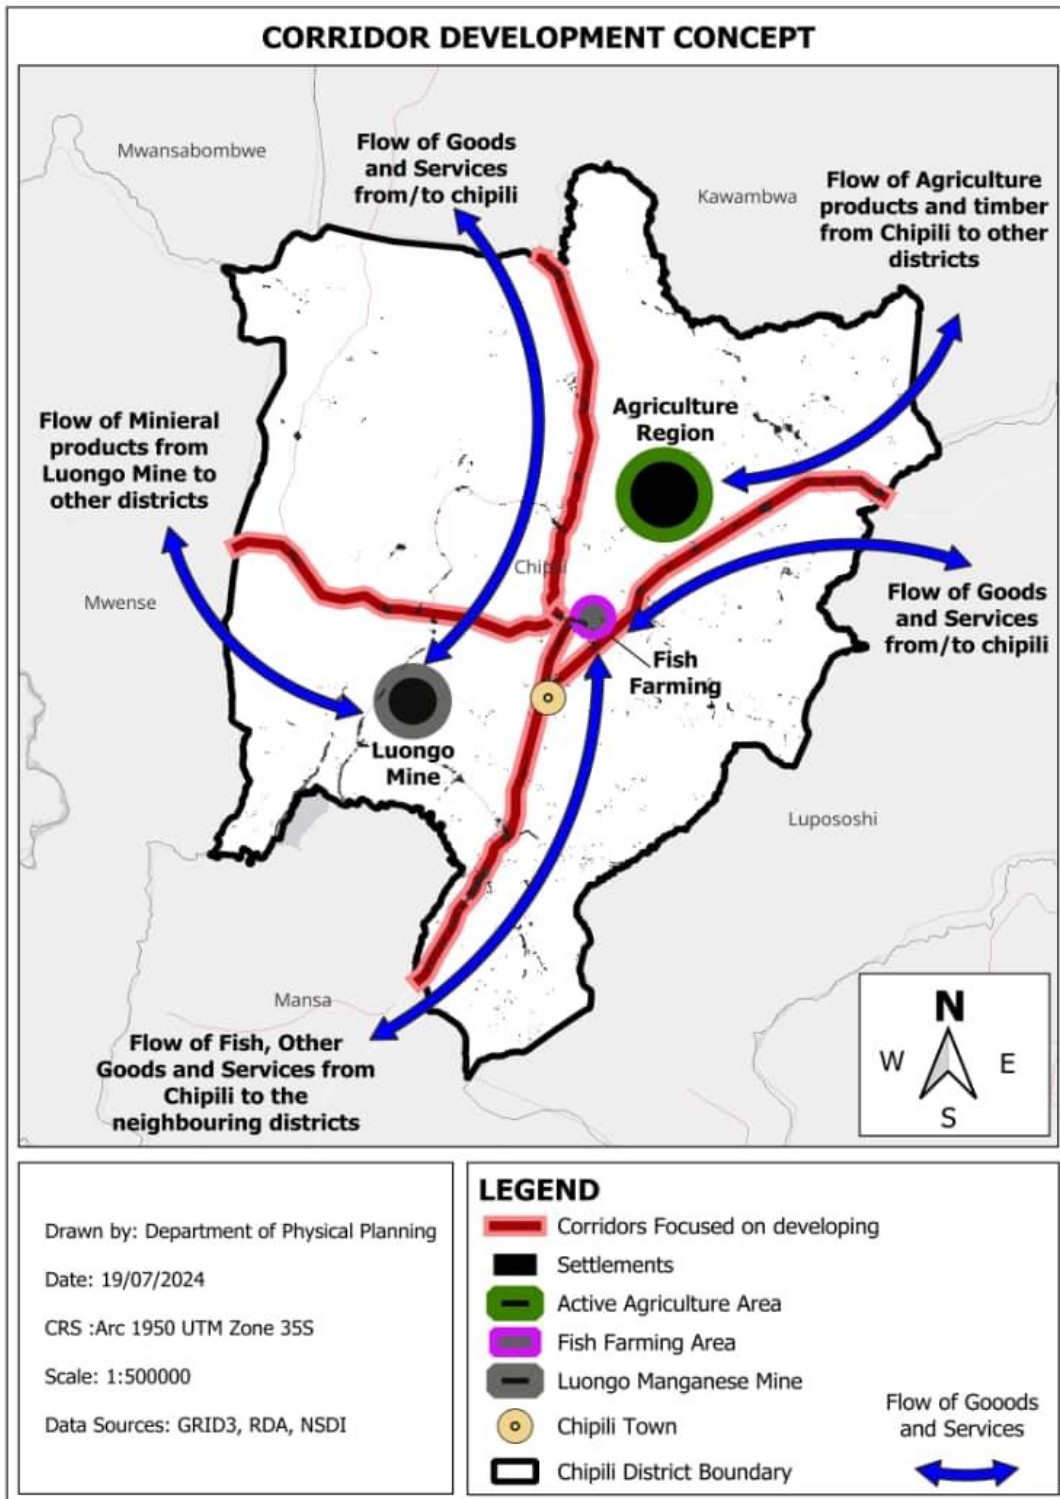 CORRIDOR DEVELOPMENT CONCEPT
Mwansabombwe
Flow of Goods
and Services
from/to chipili
Kawambwa
Flow of Agriculture
products and timber
from Chipili to other
districts
Agriculture
Region
Flow of Minieral
products from
Luongo Mine to
other districts
Chipili
Mwense
Flow of Goods
and Services
from/to chipili
Fish
Farming
Luongo
Mine
Lupososhi
Mansa
Flow of Fish, Other
Goods and Services from
Chipili to the
neighbouring districts
N
W E
S
Drawn by: Department of Physical Planning
Date: 19/07/2024
CRS :Arc 1950 UTM Zone 35S
Scale: 1:500000
Data Sources: GRID3, RDA, NSDI
LEGEND
Corridors Focused on developing
Settlements
Active Agriculture Area
Fish Farming Area
Luongo Manganese Mine
Chipili Town
Chipili District Boundary
Flow of Gooods
and Services